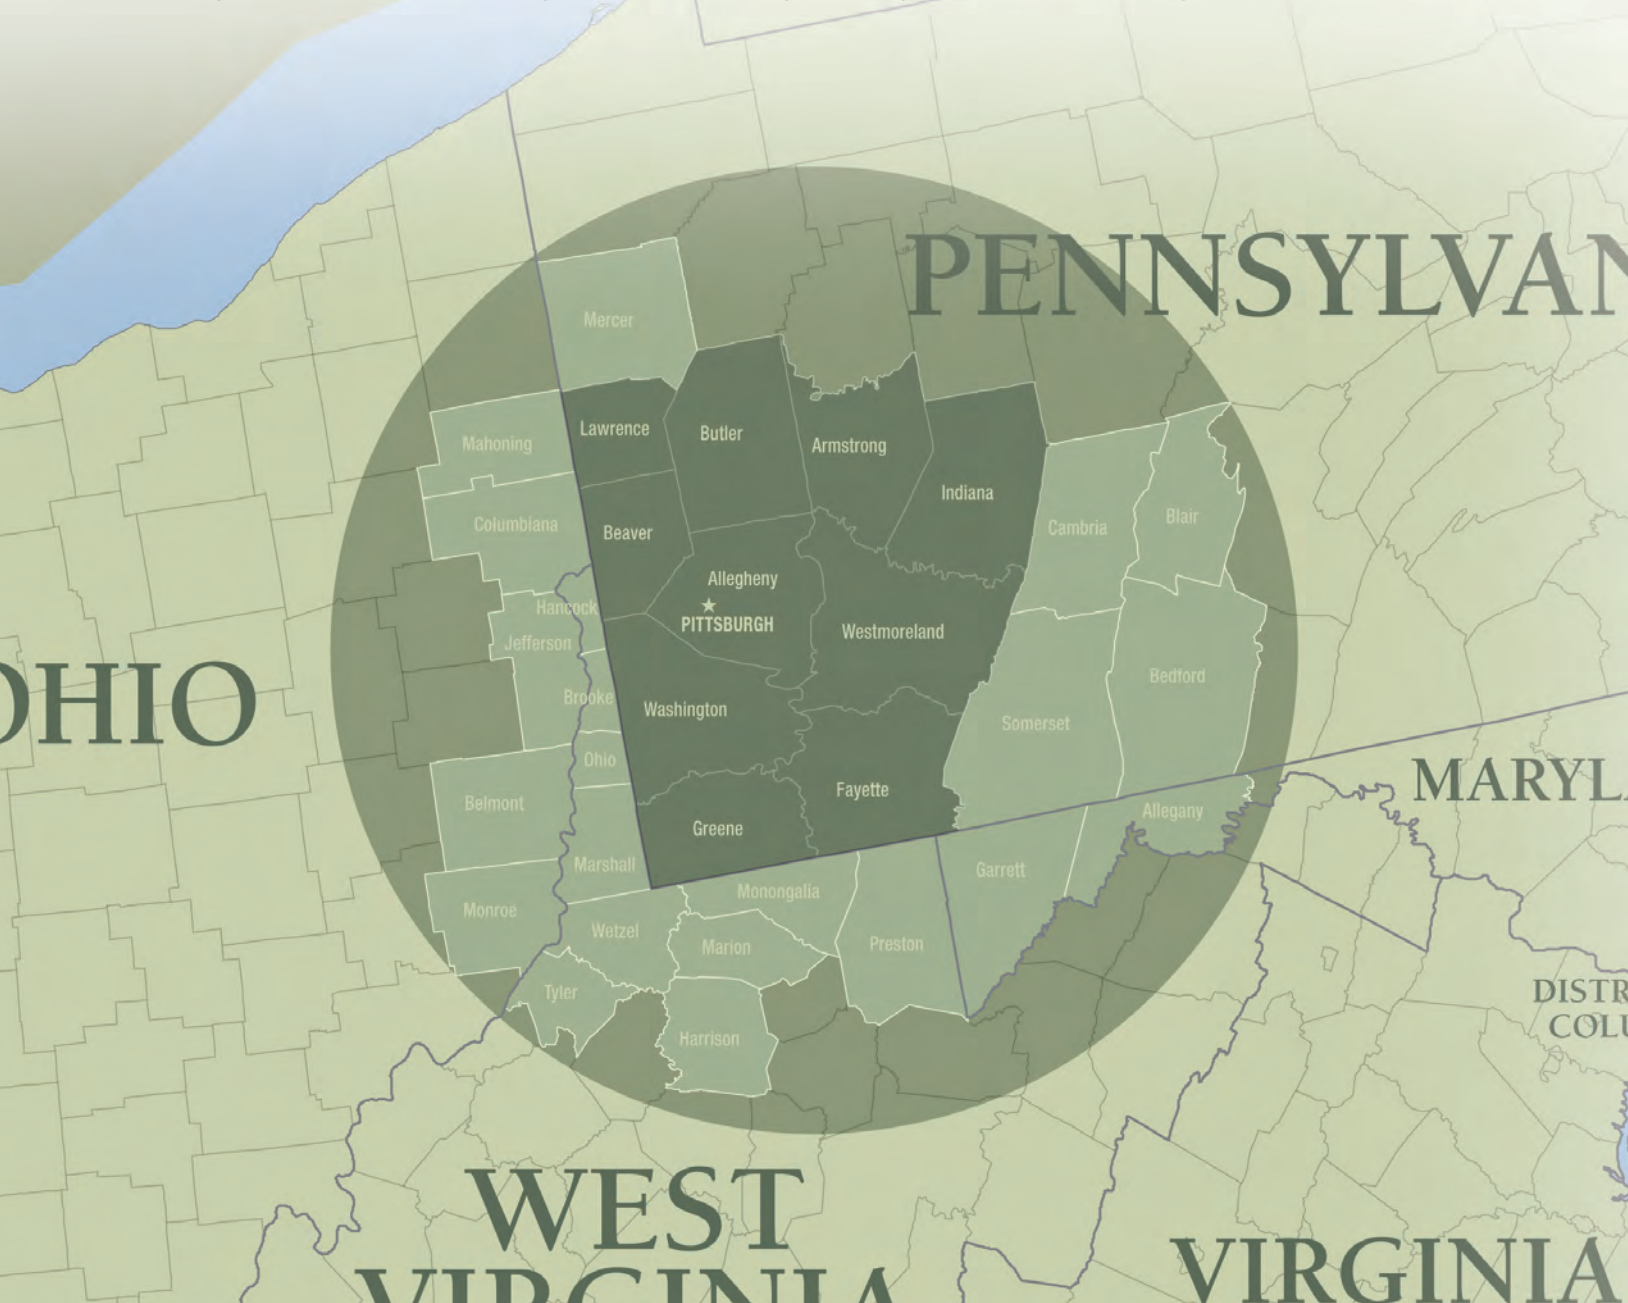 PENNSYLVAN
Mercer
Lawrence
Butler
Armstrong
Mahoning
Indiana
Columbiana
Beaver
Cambria
Blair
Allegheny
Hancock
PITTSBURGH
Westmoreland
Jefferson
Bedford
Brooke
Washington
Somerset
OHIO
Ohio
Fayette
MARYL
Belmont
Greene
Allegany
Marshall
Garrett
Monongalia
Monroe
Wetzel
Marion
Preston
Tyler
DISTR
COLU
Harrison
WEST
VIRGINIA
VIRGINIA